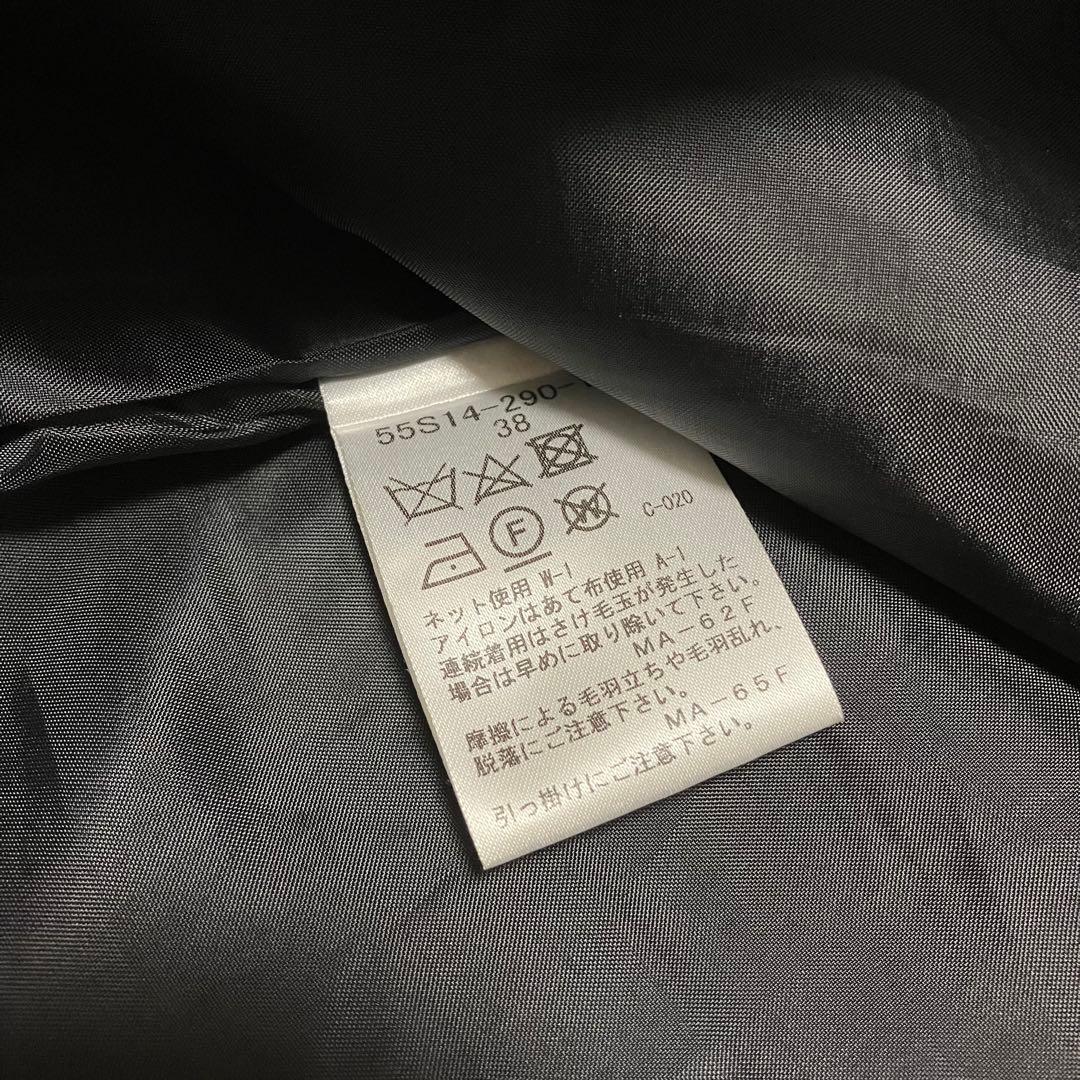 55S14-290-
38
F W C-020
ネット使用 W-1
アイロンはあて布使用 A-1
連続着用はさけ毛玉が発生した
場合は早めに取り除いて下さい。
MA-62F
摩擦による毛羽立ちや毛羽乱れ、
脱落にご注意下さい。
MA-65F
引っ掛けにご注意下さい。